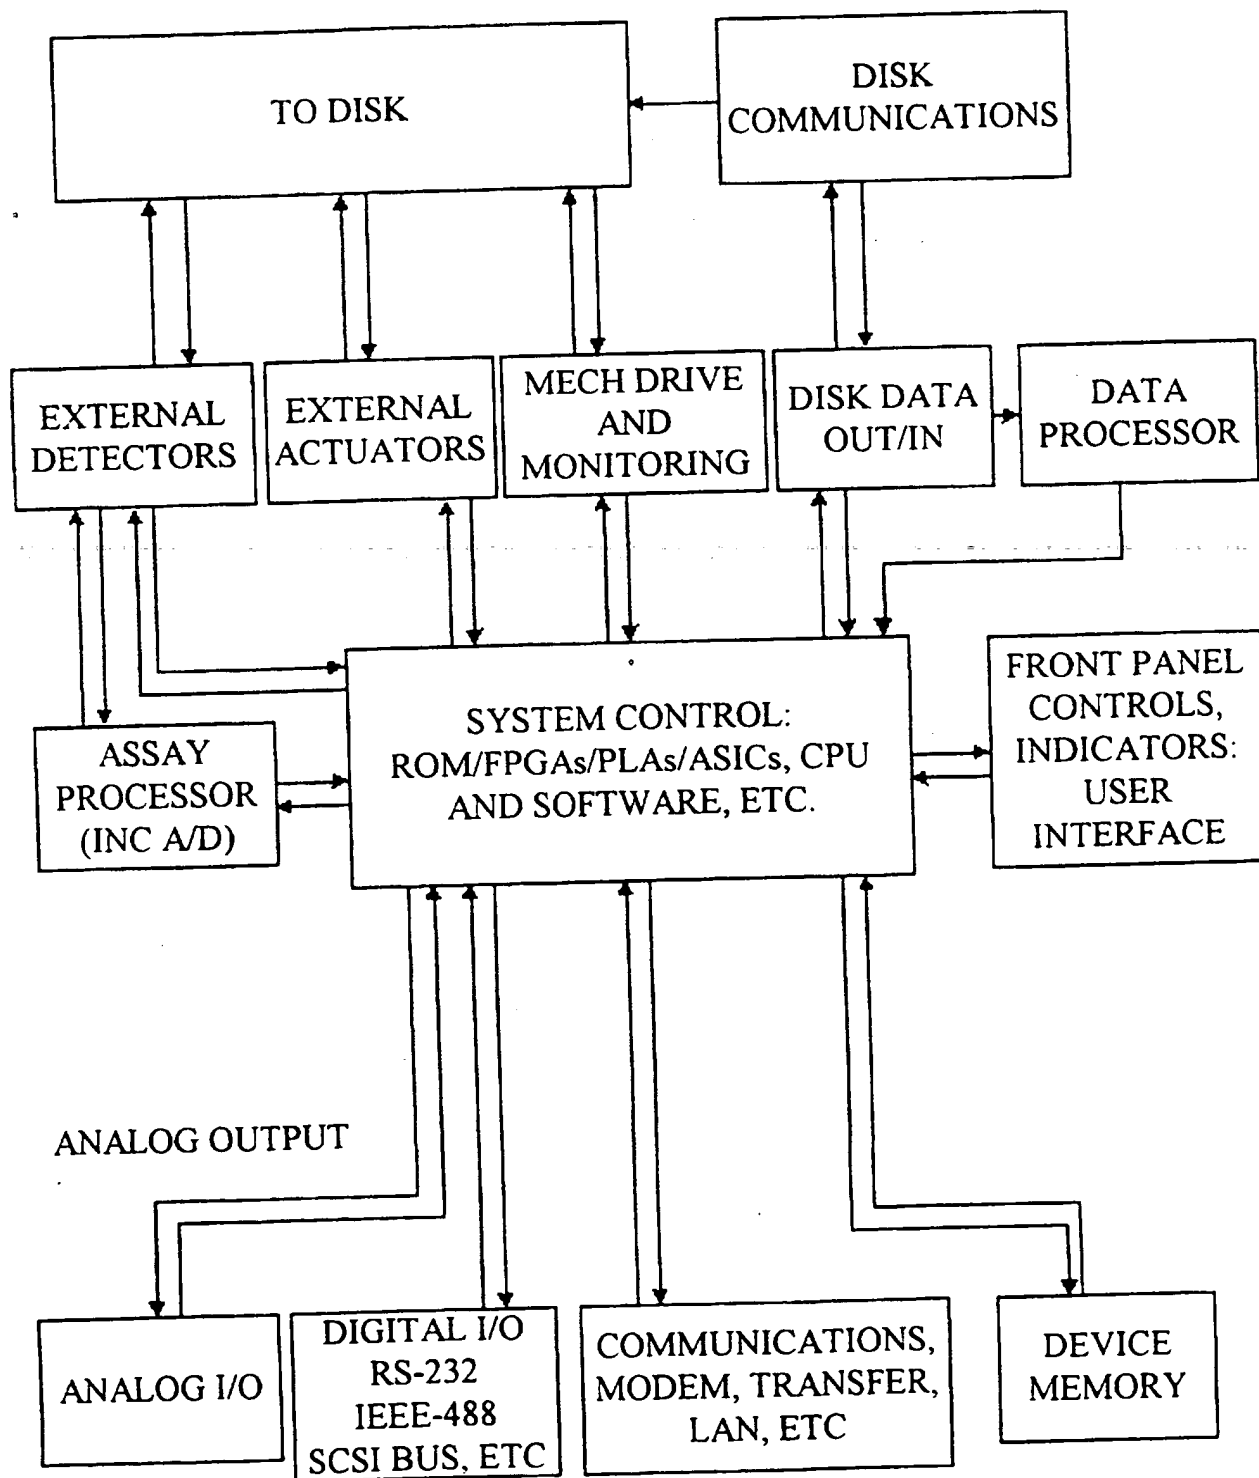 TO DISK
DISK
COMMUNICATIONS
EXTERNAL
DETECTORS
EXTERNAL
ACTUATORS
MECH DRIVE
AND
MONITORING
DISK DATA
OUT/IN
DATA
PROCESSOR
ASSAY
PROCESSOR
(INC A/D)
SYSTEM CONTROL:
ROM/FPGAs/PLAs/ASICs, CPU
AND SOFTWARE, ETC.
FRONT PANEL
CONTROLS,
INDICATORS:
USER
INTERFACE
ANALOG OUTPUT
ANALOG I/O
DIGITAL I/O
RS-232
IEEE-488
SCSI BUS, ETC
COMMUNICATIONS,
MODEM, TRANSFER,
LAN, ETC
DEVICE
MEMORY